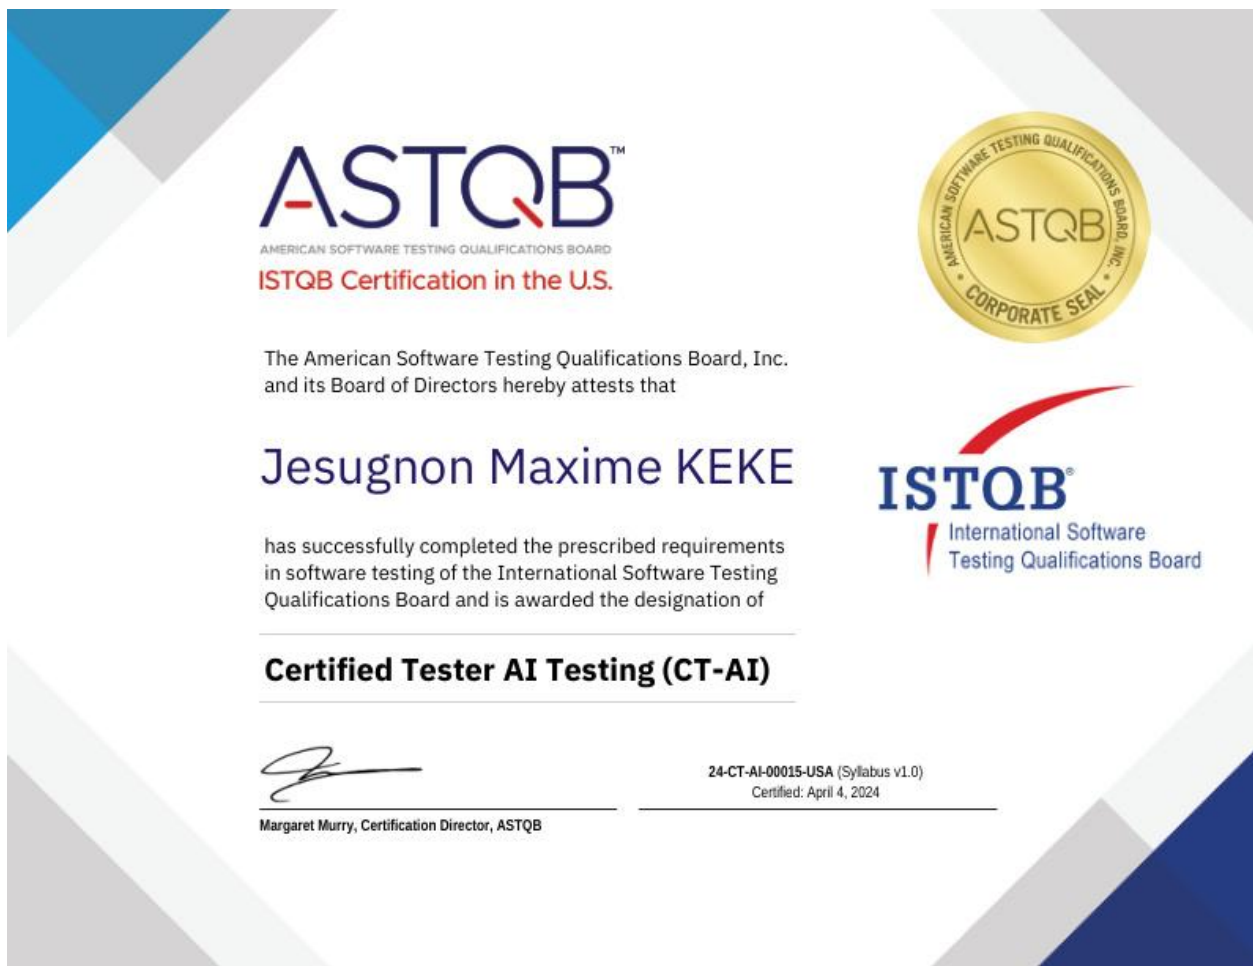 ASTQB™
AMERICAN SOFTWARE TESTING QUALIFICATIONS BOARD
ISTQB Certification in the U.S.
AMERICAN SOFTWARE TESTING QUALIFICATIONS BOARD, INC.
ASTQB
• CORPORATE SEAL •
The American Software Testing Qualifications Board, Inc.
and its Board of Directors hereby attests that
Jesugnon Maxime KEKE
ISTQB®
International Software
Testing Qualifications Board
has successfully completed the prescribed requirements
in software testing of the International Software Testing
Qualifications Board and is awarded the designation of
Certified Tester AI Testing (CT-AI)
24-CT-AI-00015-USA (Syllabus v1.0)
Certified: April 4, 2024
Margaret Murry, Certification Director, ASTQB